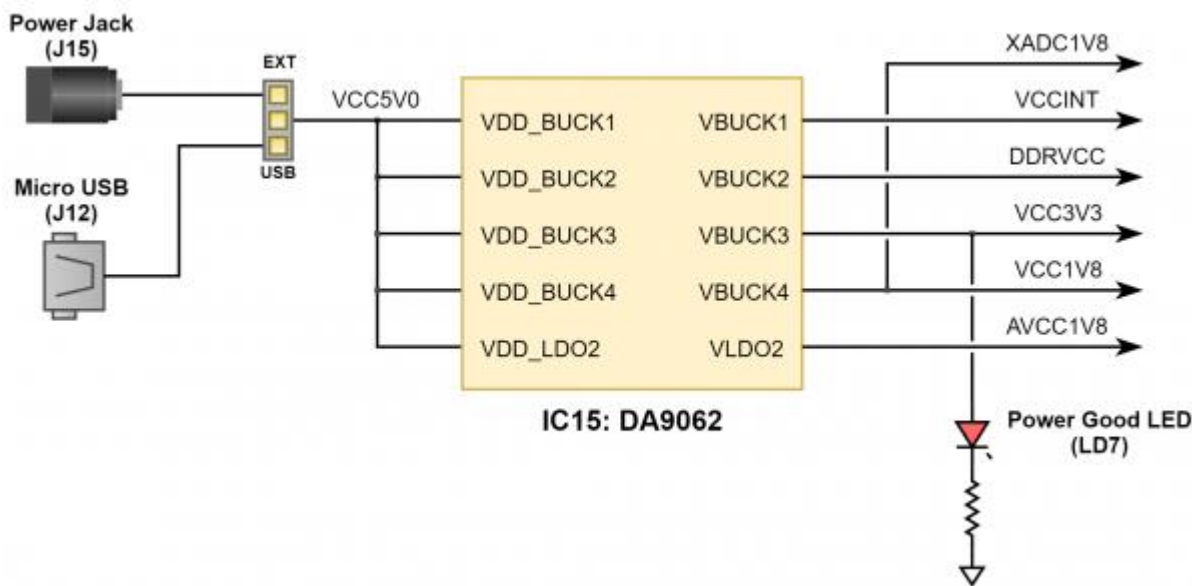 Power Jack
(J15)
EXT
VCC5V0
USB
Micro USB
(J12)
VDD_BUCK1
VDD_BUCK2
VDD_BUCK3
VDD_BUCK4
VDD_LDO2
VBUCK1
VBUCK2
VBUCK3
VBUCK4
VLDO2
IC15: DA9062
XADC1V8
VCCINT
DDRVCC
VCC3V3
VCC1V8
AVCC1V8
Power Good LED
(LD7)